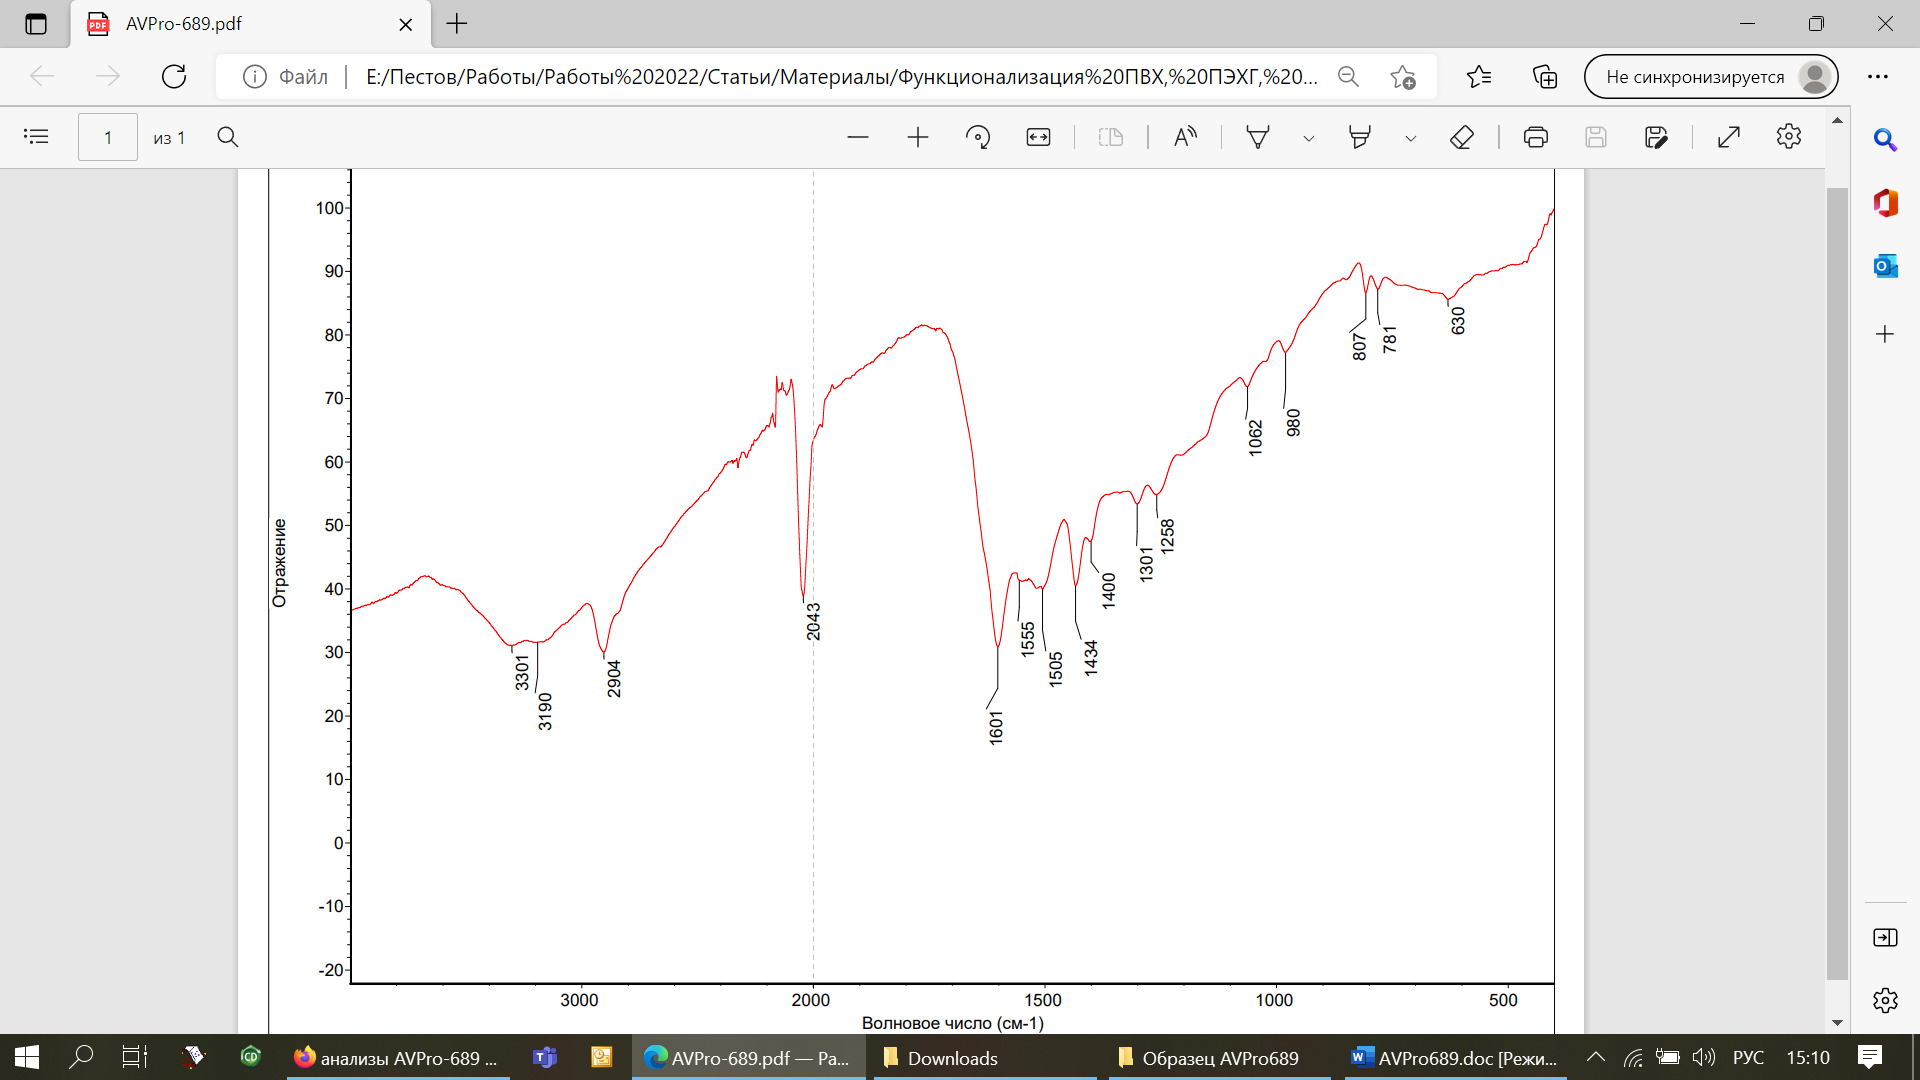 AVPro-689.pdf
Файл
E:/Пестов/Работы/Работы%202022/Статьи/Материалы/Функционализация%20ПВХ,%20ПЭХГ,%20...
Не синхронизируется
1 из 1
100
90
80
70
60
50
40
30
20
10
0
-10
-20
Отражение
3301
3190
2904
2043
1601
1555
1505
1434
1400
1301
1258
1062
980
807
781
630
3000 2000 1500 1000 500
Волновое число (см-1)
анализы AVPro-689 ...
AVPro-689.pdf — Ра...
Downloads
Образец AVPro689
AVPro689.doc [Режи...
РУС
15:10